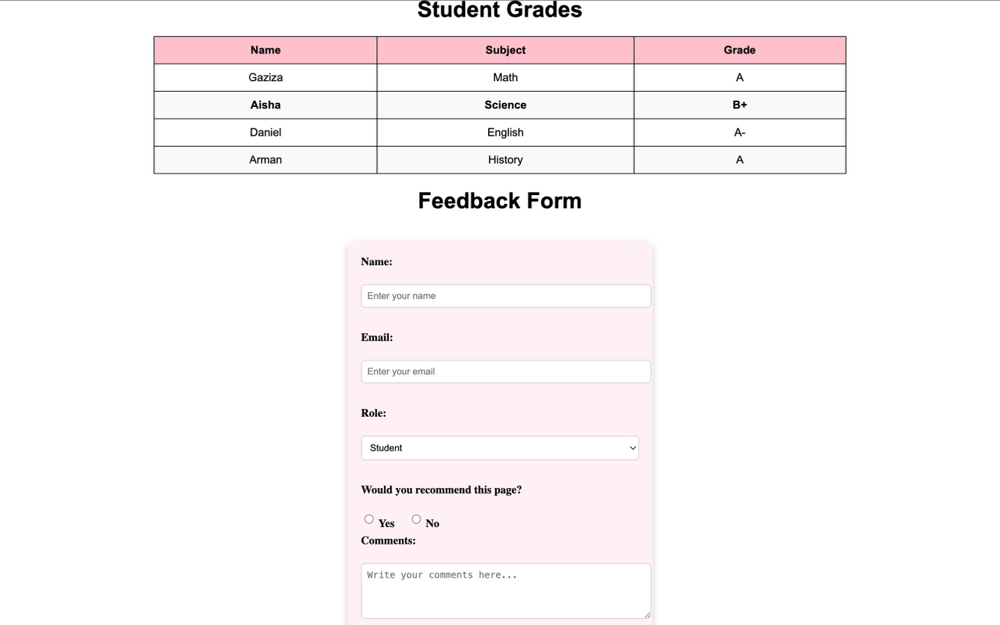 Student Grades
Name Subject Grade
Gaziza Math A
Aisha Science B+
Daniel English A-
Arman History A
Feedback Form
Name:
Enter your name
Email:
Enter your email
Role:
Student
Would you recommend this page?
Yes No
Comments:
Write your comments here...